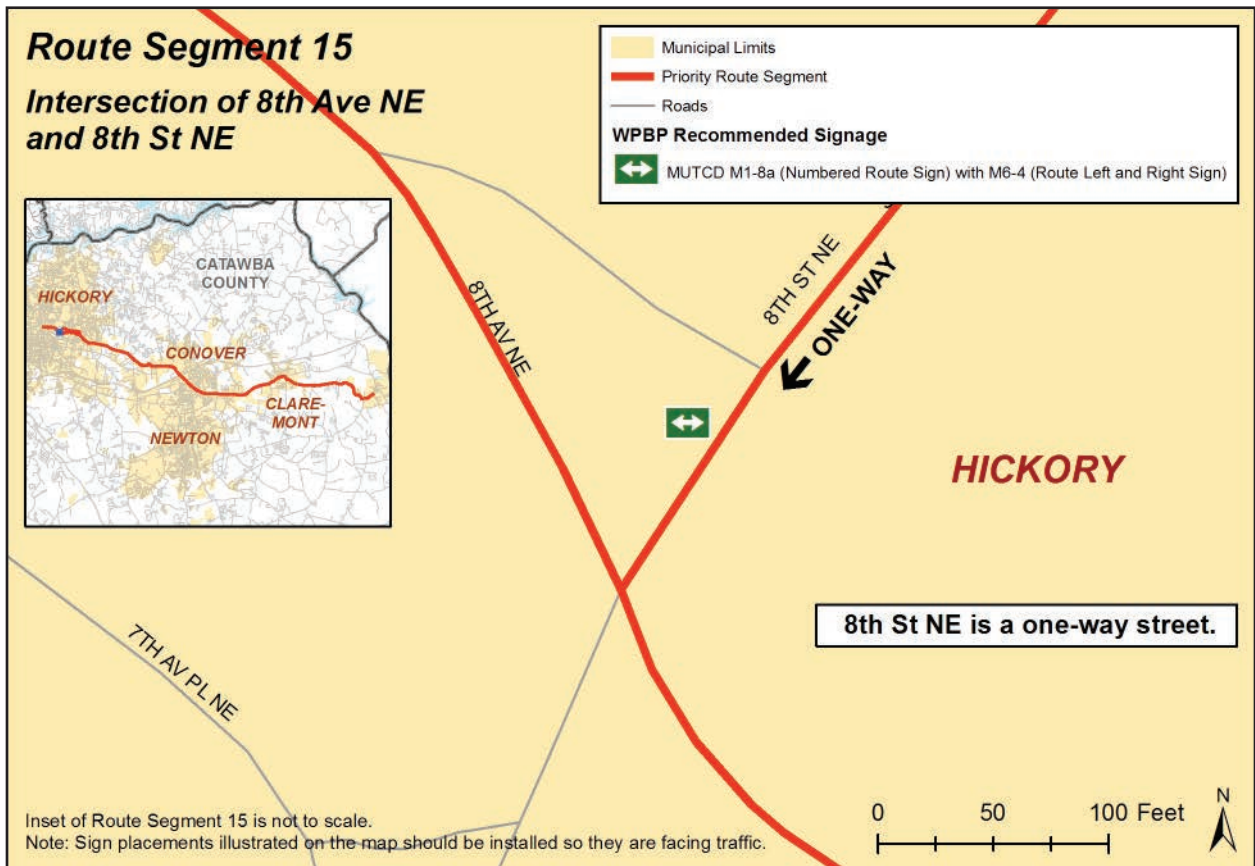 Route Segment 15
Intersection of 8th Ave NE
and 8th St NE
Municipal Limits
Priority Route Segment
Roads
WPBP Recommended Signage
MUTCD M1-8a (Numbered Route Sign) with M6-4 (Route Left and Right Sign)
CATAWBA
COUNTY
HICKORY
CONOVER
CLARE-
MONT
NEWTON
8TH AV NE
8TH ST NE
ONE-WAY
HICKORY
8th St NE is a one-way street.
7TH AV PL NE
Inset of Route Segment 15 is not to scale.
Note: Sign placements illustrated on the map should be installed so they are facing traffic.
0 50 100 Feet
N